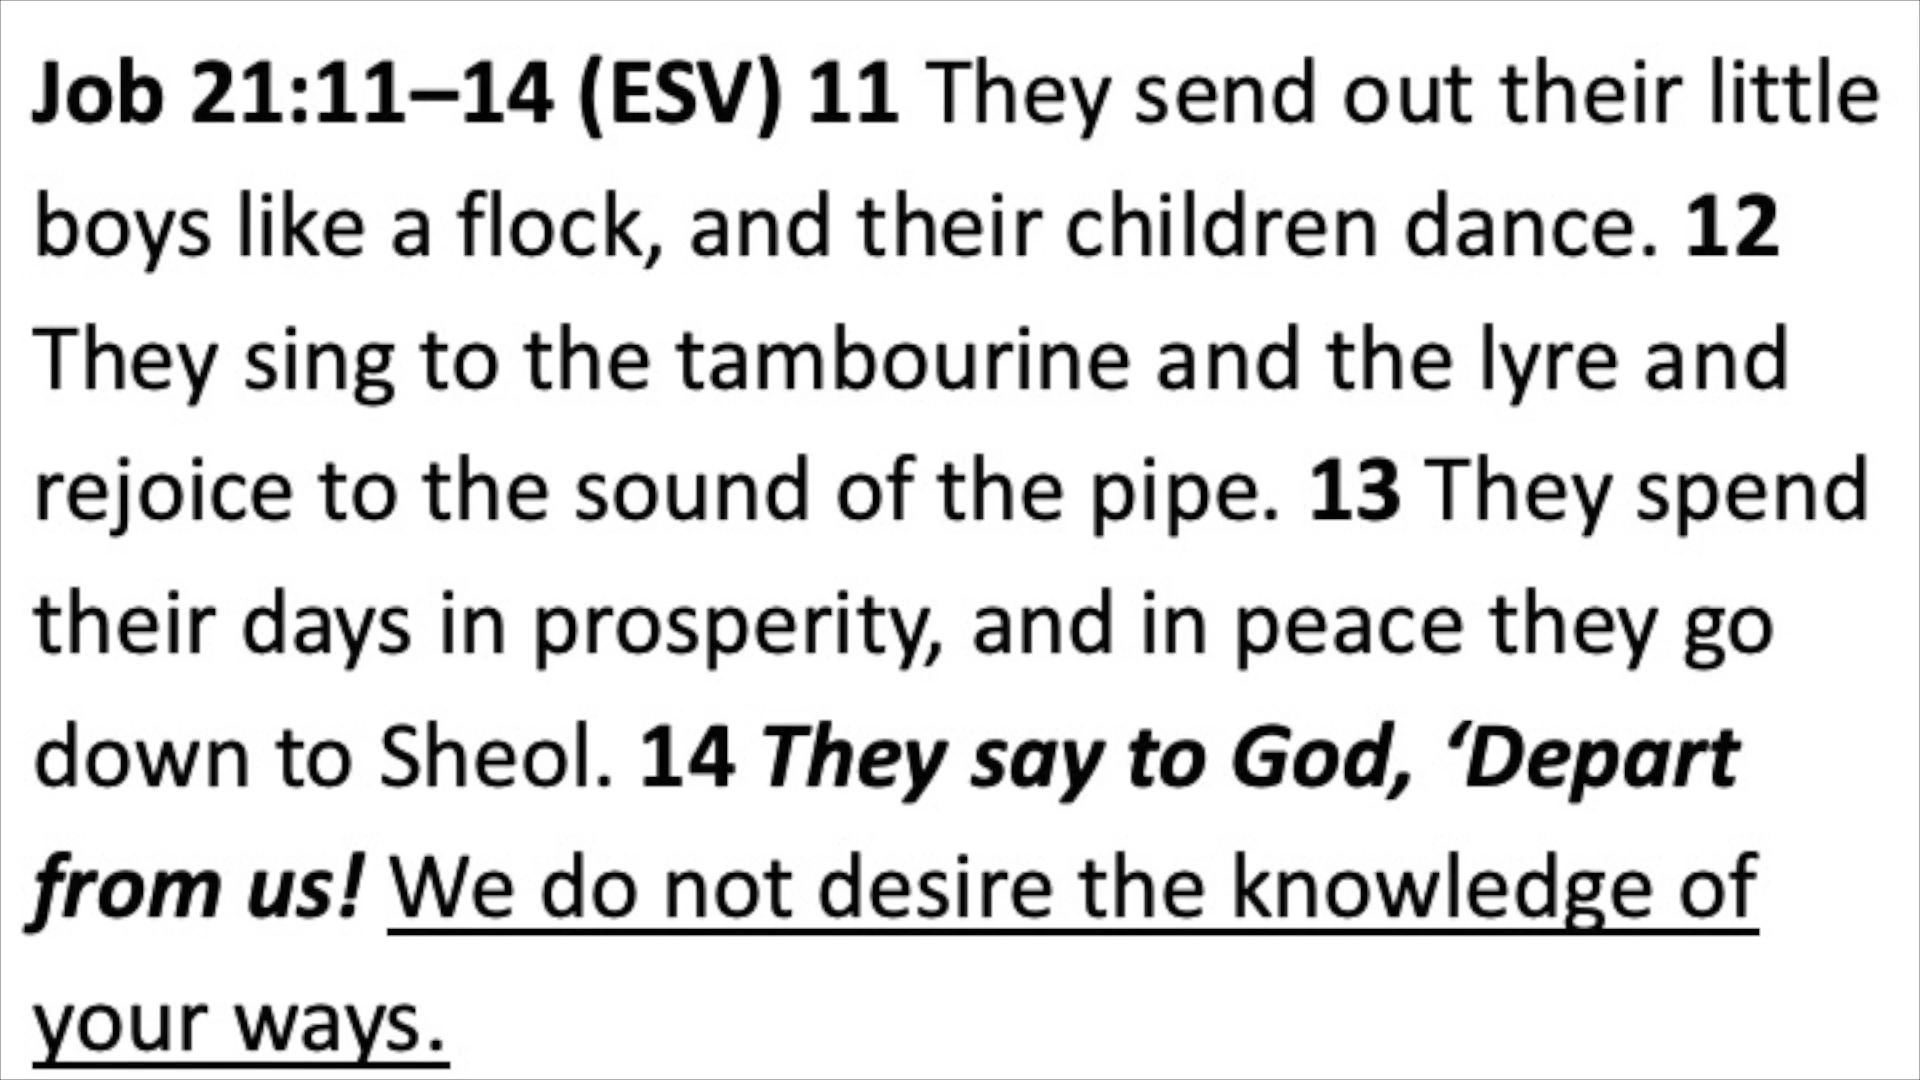 Job 21:11–14 (ESV) 11 They send out their little
boys like a flock, and their children dance. 12
They sing to the tambourine and the lyre and
rejoice to the sound of the pipe. 13 They spend
their days in prosperity, and in peace they go
down to Sheol. 14 They say to God, ‘Depart
from us! We do not desire the knowledge of
your ways.